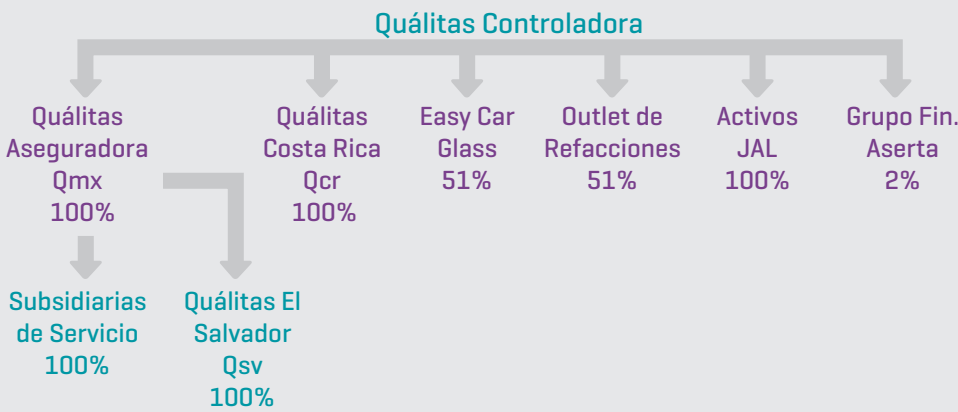 Quálitas Controladora
Quálitas
Aseguradora
Qmx
100%
Quálitas
Costa Rica
Qcr
100%
Easy Car
Glass
51%
Outlet de
Refacciones
51%
Activos
JAL
100%
Grupo Fin.
Aserta
2%
Subsidiarias
de Servicio
100%
Quálitas El
Salvador
Qsv
100%